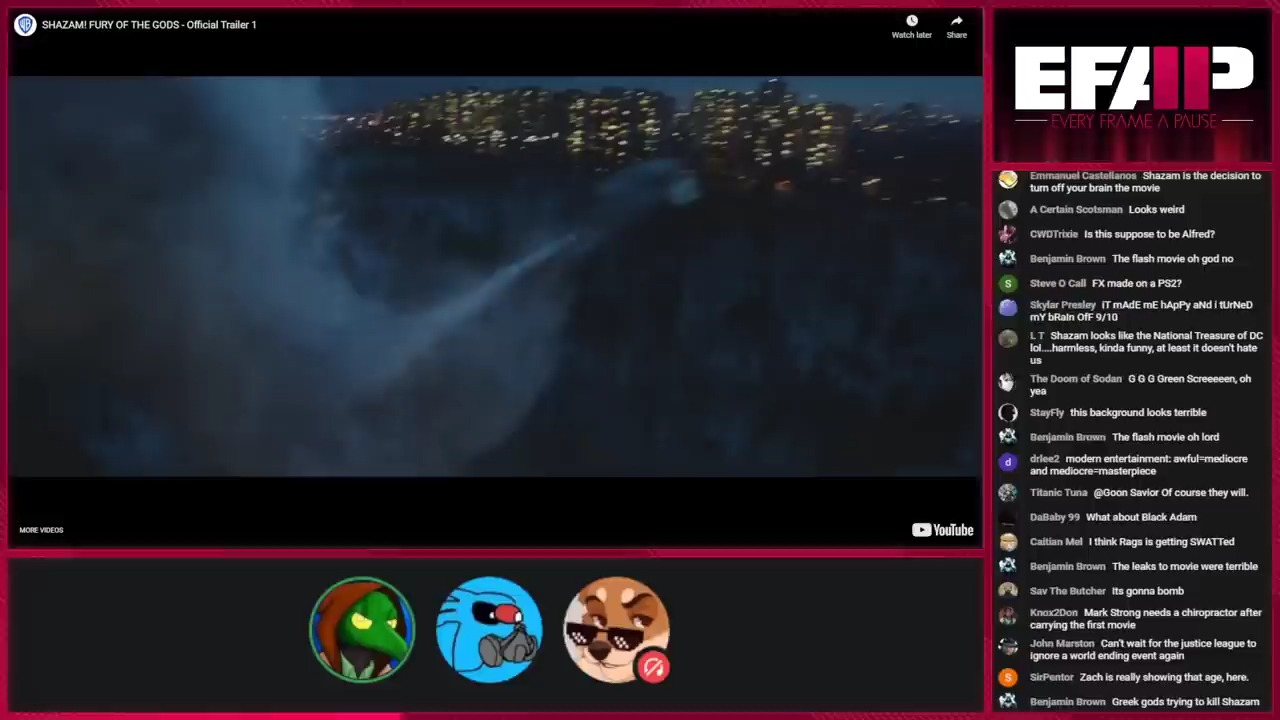 SHAZAM! FURY OF THE GODS - Official Trailer 1
Watch later
Share
MORE VIDEOS
YouTube
EFAP
EVERY FRAME A PAUSE
Emmanuel Castellanos Shazam is the decision to
turn off your brain the movie
A Certain Scotsman Looks weird
CWDTrixie Is this suppose to be Alfred?
Benjamin Brown The flash movie oh god no
S
Steve O Call FX made on a PS2?
Skylar Presley iT mAdE mE hApPy aNd i tUrNeD
mY bRaIn OfF 9/10
L T Shazam looks like the National Treasure of DC
lol....harmless, kinda funny, at least it doesn't hate
us
The Doom of Sodan G G G Green Screeeeen, oh
yea
StayFly this background looks terrible
Benjamin Brown The flash movie oh lord
d
drlee2 modern entertainment: awful=mediocre
and mediocre=masterpiece
Titanic Tuna @Goon Savior Of course they will.
DaBaby 99 What about Black Adam
Caitian Mel I think Rags is getting SWATTed
Benjamin Brown The leaks to movie were terrible
Sav The Butcher Its gonna bomb
Knox2Don Mark Strong needs a chiropractor after
carrying the first movie
John Marston Can't wait for the justice league to
ignore a world ending event again
S
SirPentor Zach is really showing that age, here.
Benjamin Brown Greek gods trying to kill Shazam